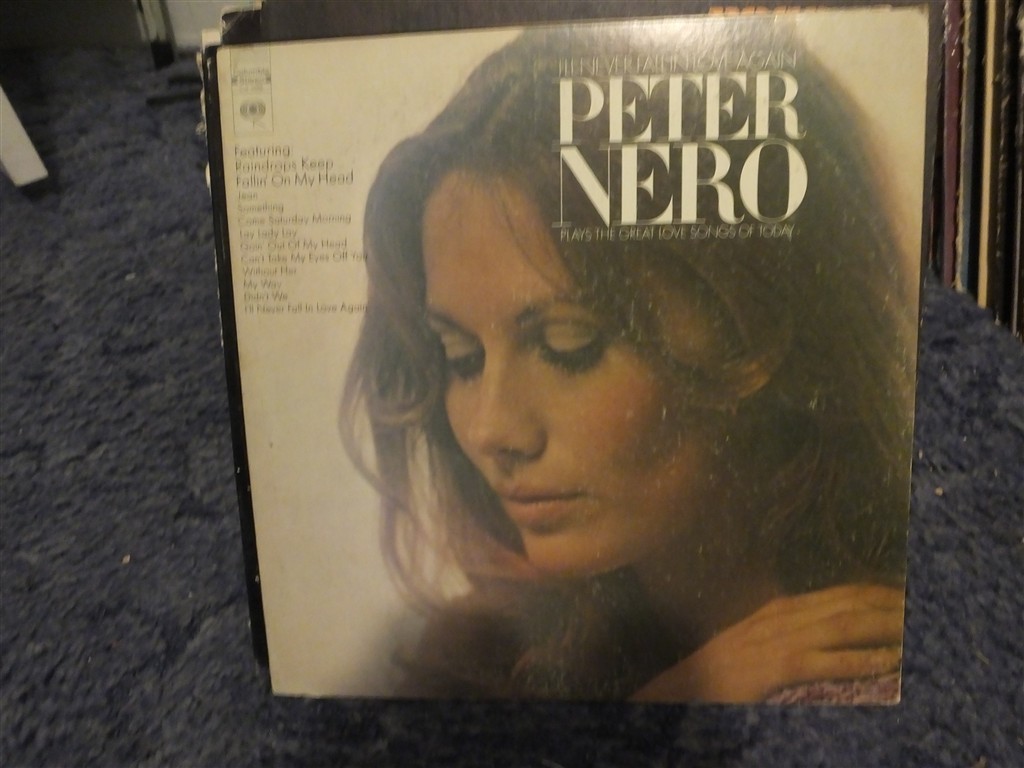 I'LL NEVER FALL IN LOVE AGAIN
PETER
NERO
PLAYS THE GREAT LOVE SONGS OF TODAY
Featuring:
Raindrops Keep
Fallin' On My Head
Jean
Something
Come Saturday Morning
Lay Lady Lay
Goin' Out Of My Head
Can't Take My Eyes Off You
Without Her
My Way
Didn't We
I'll Never Fall In Love Again